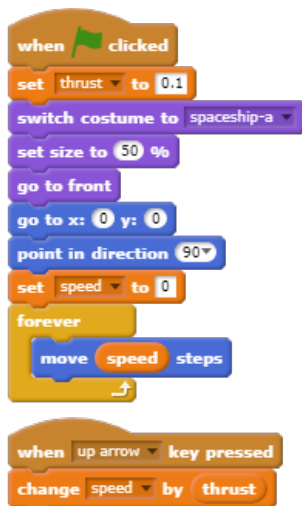 when clicked
set thrust to 0.1
switch costume to spaceship-a
set size to 50 %
go to front
go to x: 0 y: 0
point in direction 90
set speed to 0
forever
move speed steps
when up arrow key pressed
change speed by thrust